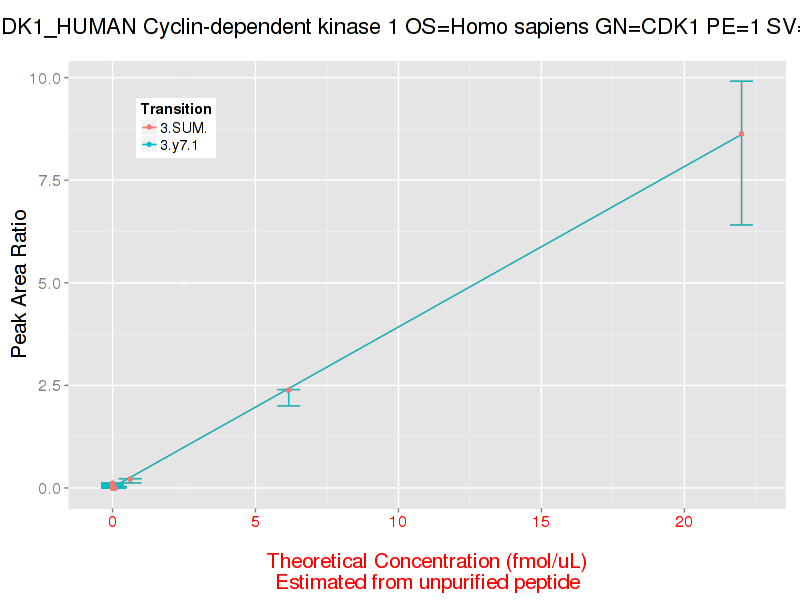 DK1_HUMAN Cyclin-dependent kinase 1 OS=Homo sapiens GN=CDK1 PE=1 SV=
10.0
7.5
5.0
2.5
0.0
Peak Area Ratio
Transition
3.SUM.
3.y7.1
0 5 10 15 20
Theoretical Concentration (fmol/uL)
Estimated from unpurified peptide